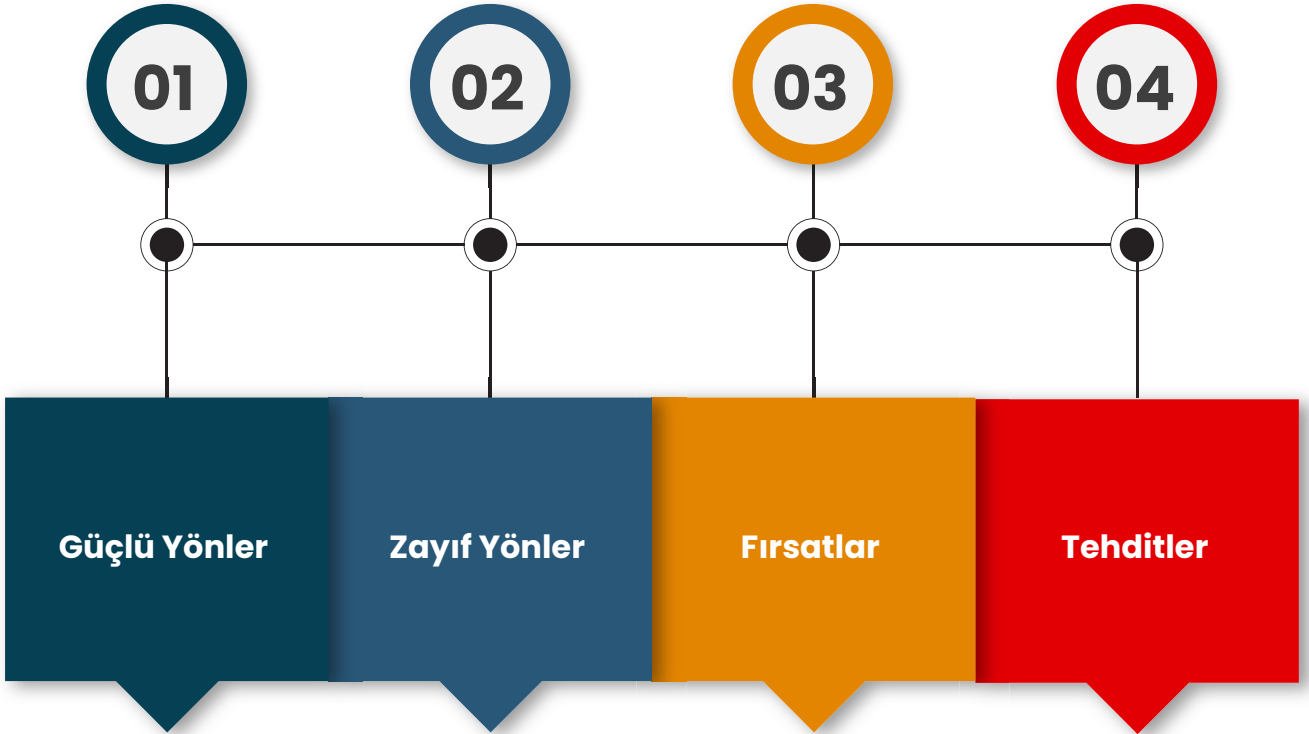 01
02
03
04
Güçlü Yönler
Zayıf Yönler
Fırsatlar
Tehditler